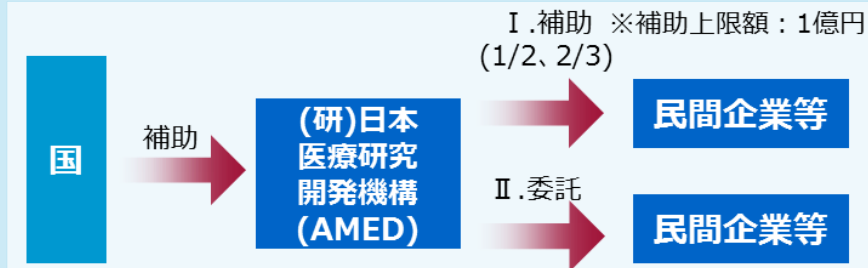 Ⅰ.補助 ※補助上限額：1億円
(1/2、2/3)
国
補助
(研)日本
医療研究
開発機構
(AMED)
民間企業等
Ⅱ.委託
民間企業等